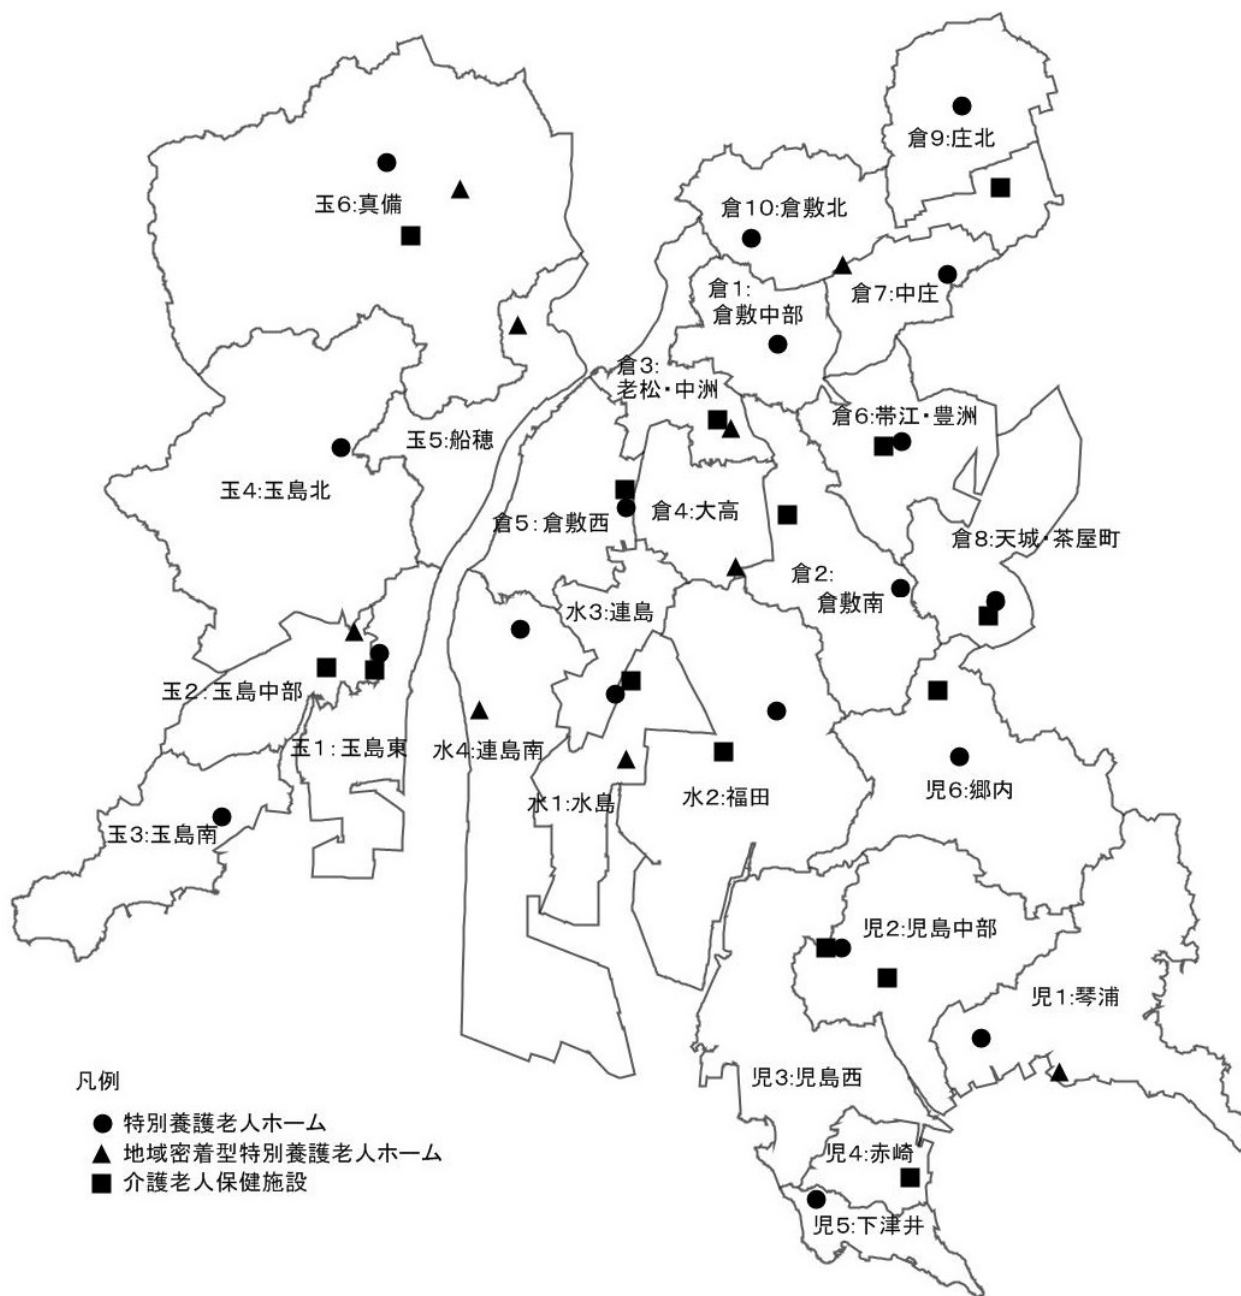 倉9:庄北
玉6:真備
倉10:倉敷北
倉7:中庄
倉1:
倉敷中部
倉3:
老松・中洲
倉6:帯江・豊洲
玉5:船穂
玉4:玉島北
倉5:倉敷西
倉4:大高
倉8:天城・茶屋町
倉2:
倉敷南
水3:連島
玉2:玉島中部
玉1:玉島東
水4:連島南
水1:水島
水2:福田
児6:郷内
玉3:玉島南
児2:児島中部
児1:琴浦
児3:児島西
児4:赤崎
児5:下津井
凡例
● 特別養護老人ホーム
▲ 地域密着型特別養護老人ホーム
■ 介護老人保健施設